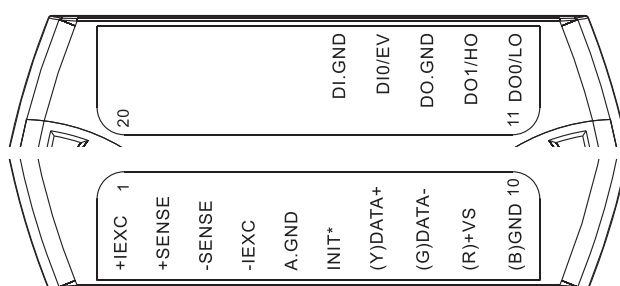 20
DI.GND
DI0/EV
DO.GND
DO1/HO
11 DO0/LO
+IEXC 1
+SENSE
-SENSE
-IEXC
A.GND
INIT*
(Y)DATA+
(G)DATA-
(R)+VS
(B)GND 10